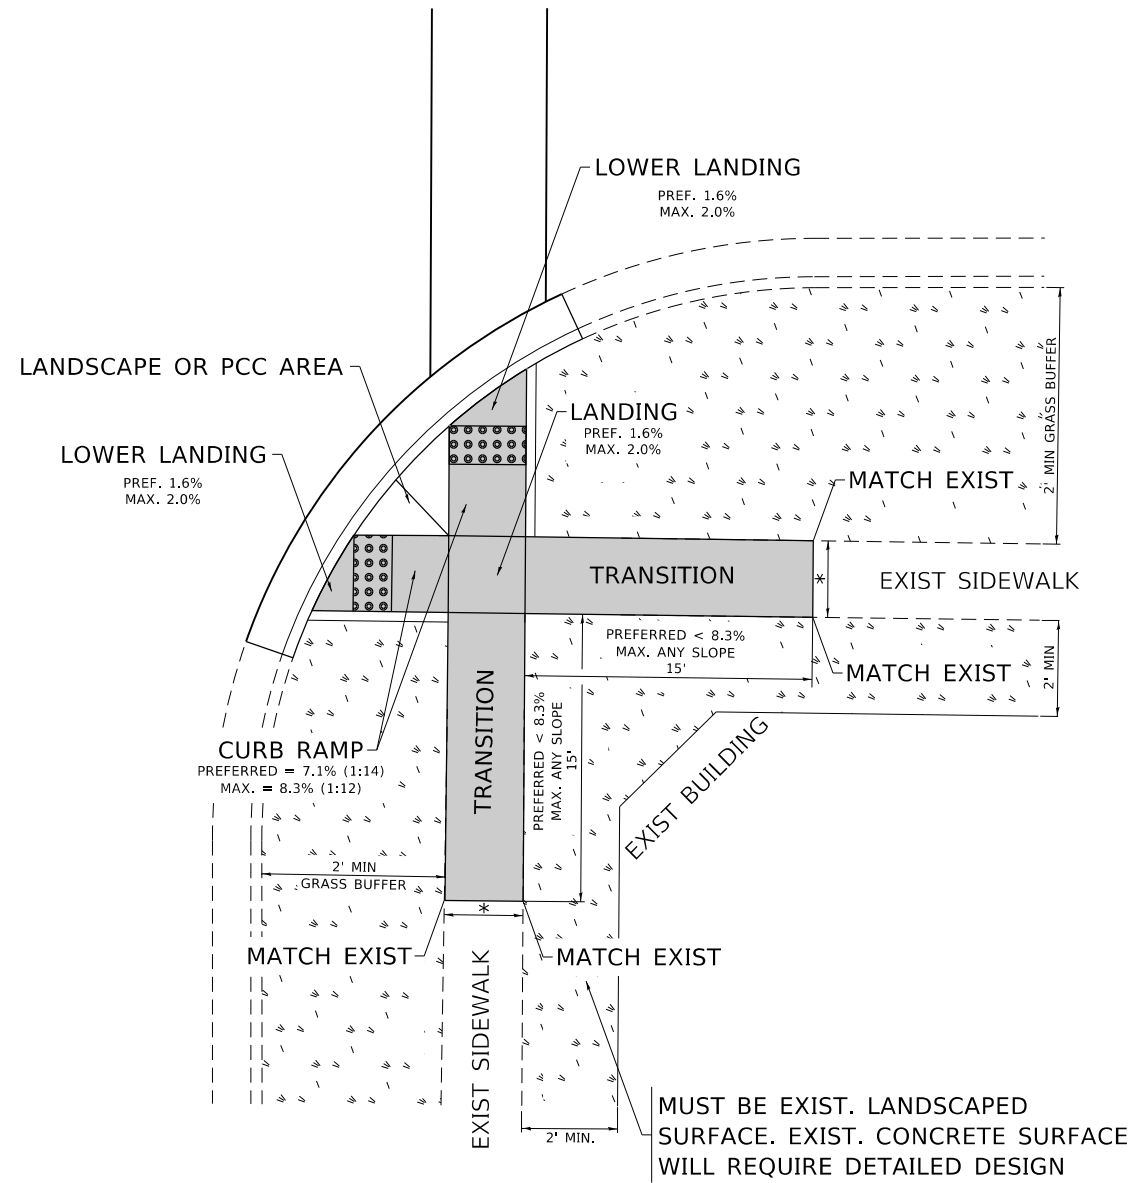 LOWER LANDING
PREF. 1.6%
MAX. 2.0%
LANDSCAPE OR PCC AREA
LANDING
PREF. 1.6%
MAX. 2.0%
LOWER LANDING
PREF. 1.6%
MAX. 2.0%
2' MIN GRASS BUFFER
MATCH EXIST
TRANSITION
*
EXIST SIDEWALK
PREFERRED < 8.3%
MAX. ANY SLOPE
15'
MATCH EXIST
2' MIN
TRANSITION
PREFERRED < 8.3%
MAX. ANY SLOPE
15'
CURB RAMP
PREFERRED = 7.1% (1:14)
MAX. = 8.3% (1:12)
EXIST BUILDING
2' MIN
GRASS BUFFER
*
MATCH EXIST
MATCH EXIST
EXIST SIDEWALK
2' MIN.
MUST BE EXIST. LANDSCAPED
SURFACE. EXIST. CONCRETE SURFACE
WILL REQUIRE DETAILED DESIGN